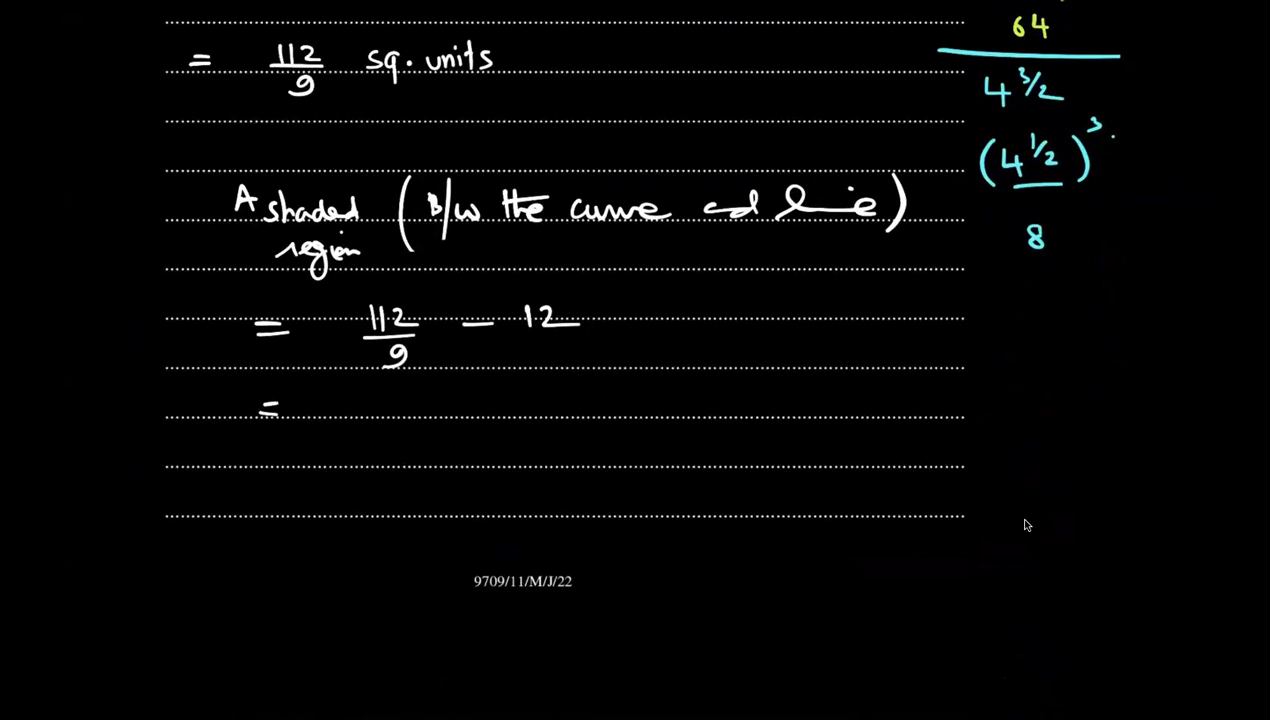 64
= 112/9 sq. units
4^3/2
(4^1/2)^3
A shaded region (B/w the curve and line)
8
= 112/9 - 12
=
9709/11/M/J/22